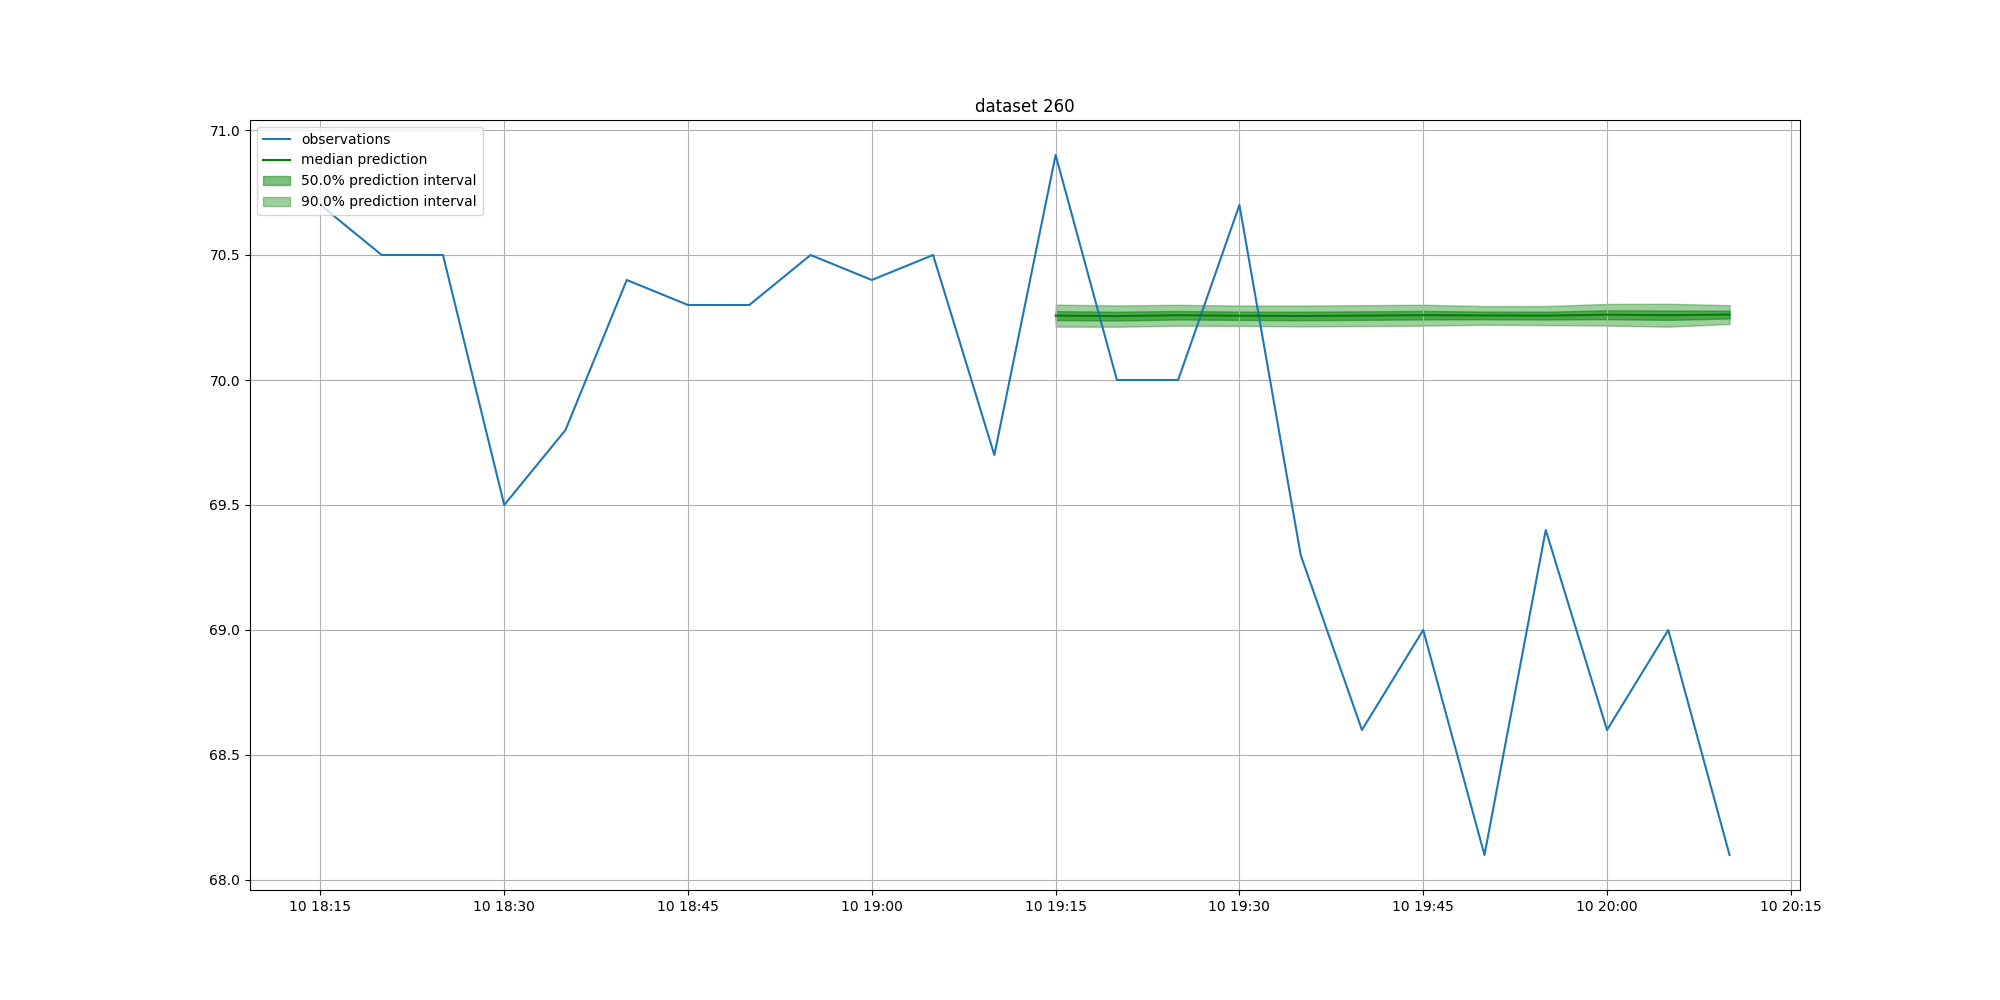 dataset 260
71.0
observations
median prediction
50.0% prediction interval
90.0% prediction interval
70.5
70.0
69.5
69.0
68.5
68.0
10 18:15 10 18:30 10 18:45 10 19:00 10 19:15 10 19:30 10 19:45 10 20:00 10 20:15